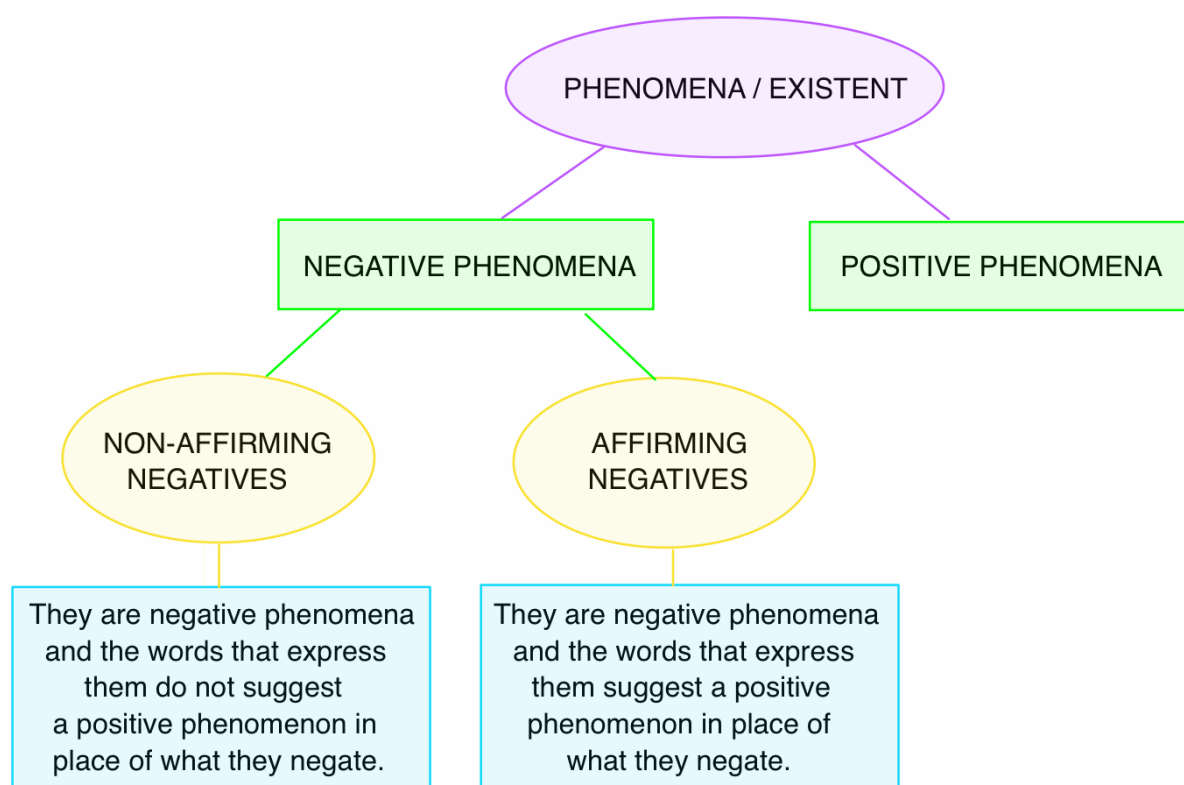 PHENOMENA / EXISTENT
NEGATIVE PHENOMENA
POSITIVE PHENOMENA
NON-AFFIRMING
NEGATIVES
AFFIRMING
NEGATIVES
They are negative phenomena
and the words that express
them do not suggest
a positive phenomenon in
place of what they negate.
They are negative phenomena
and the words that express
them suggest a positive
phenomenon in place of
what they negate.